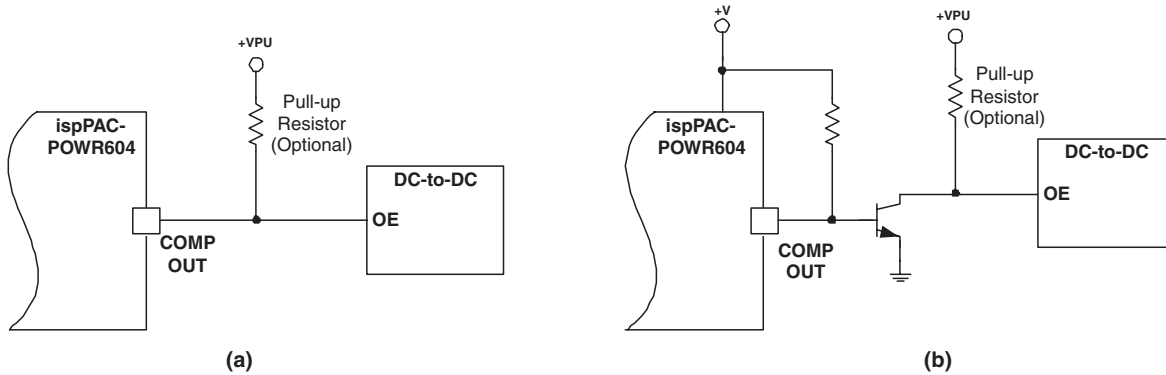 +VPU
Pull-up
Resistor
(Optional)
ispPAC-
POWR604
DC-to-DC
OE
COMP
OUT
(a)
+V
+VPU
Pull-up
Resistor
(Optional)
ispPAC-
POWR604
DC-to-DC
OE
COMP
OUT
(b)